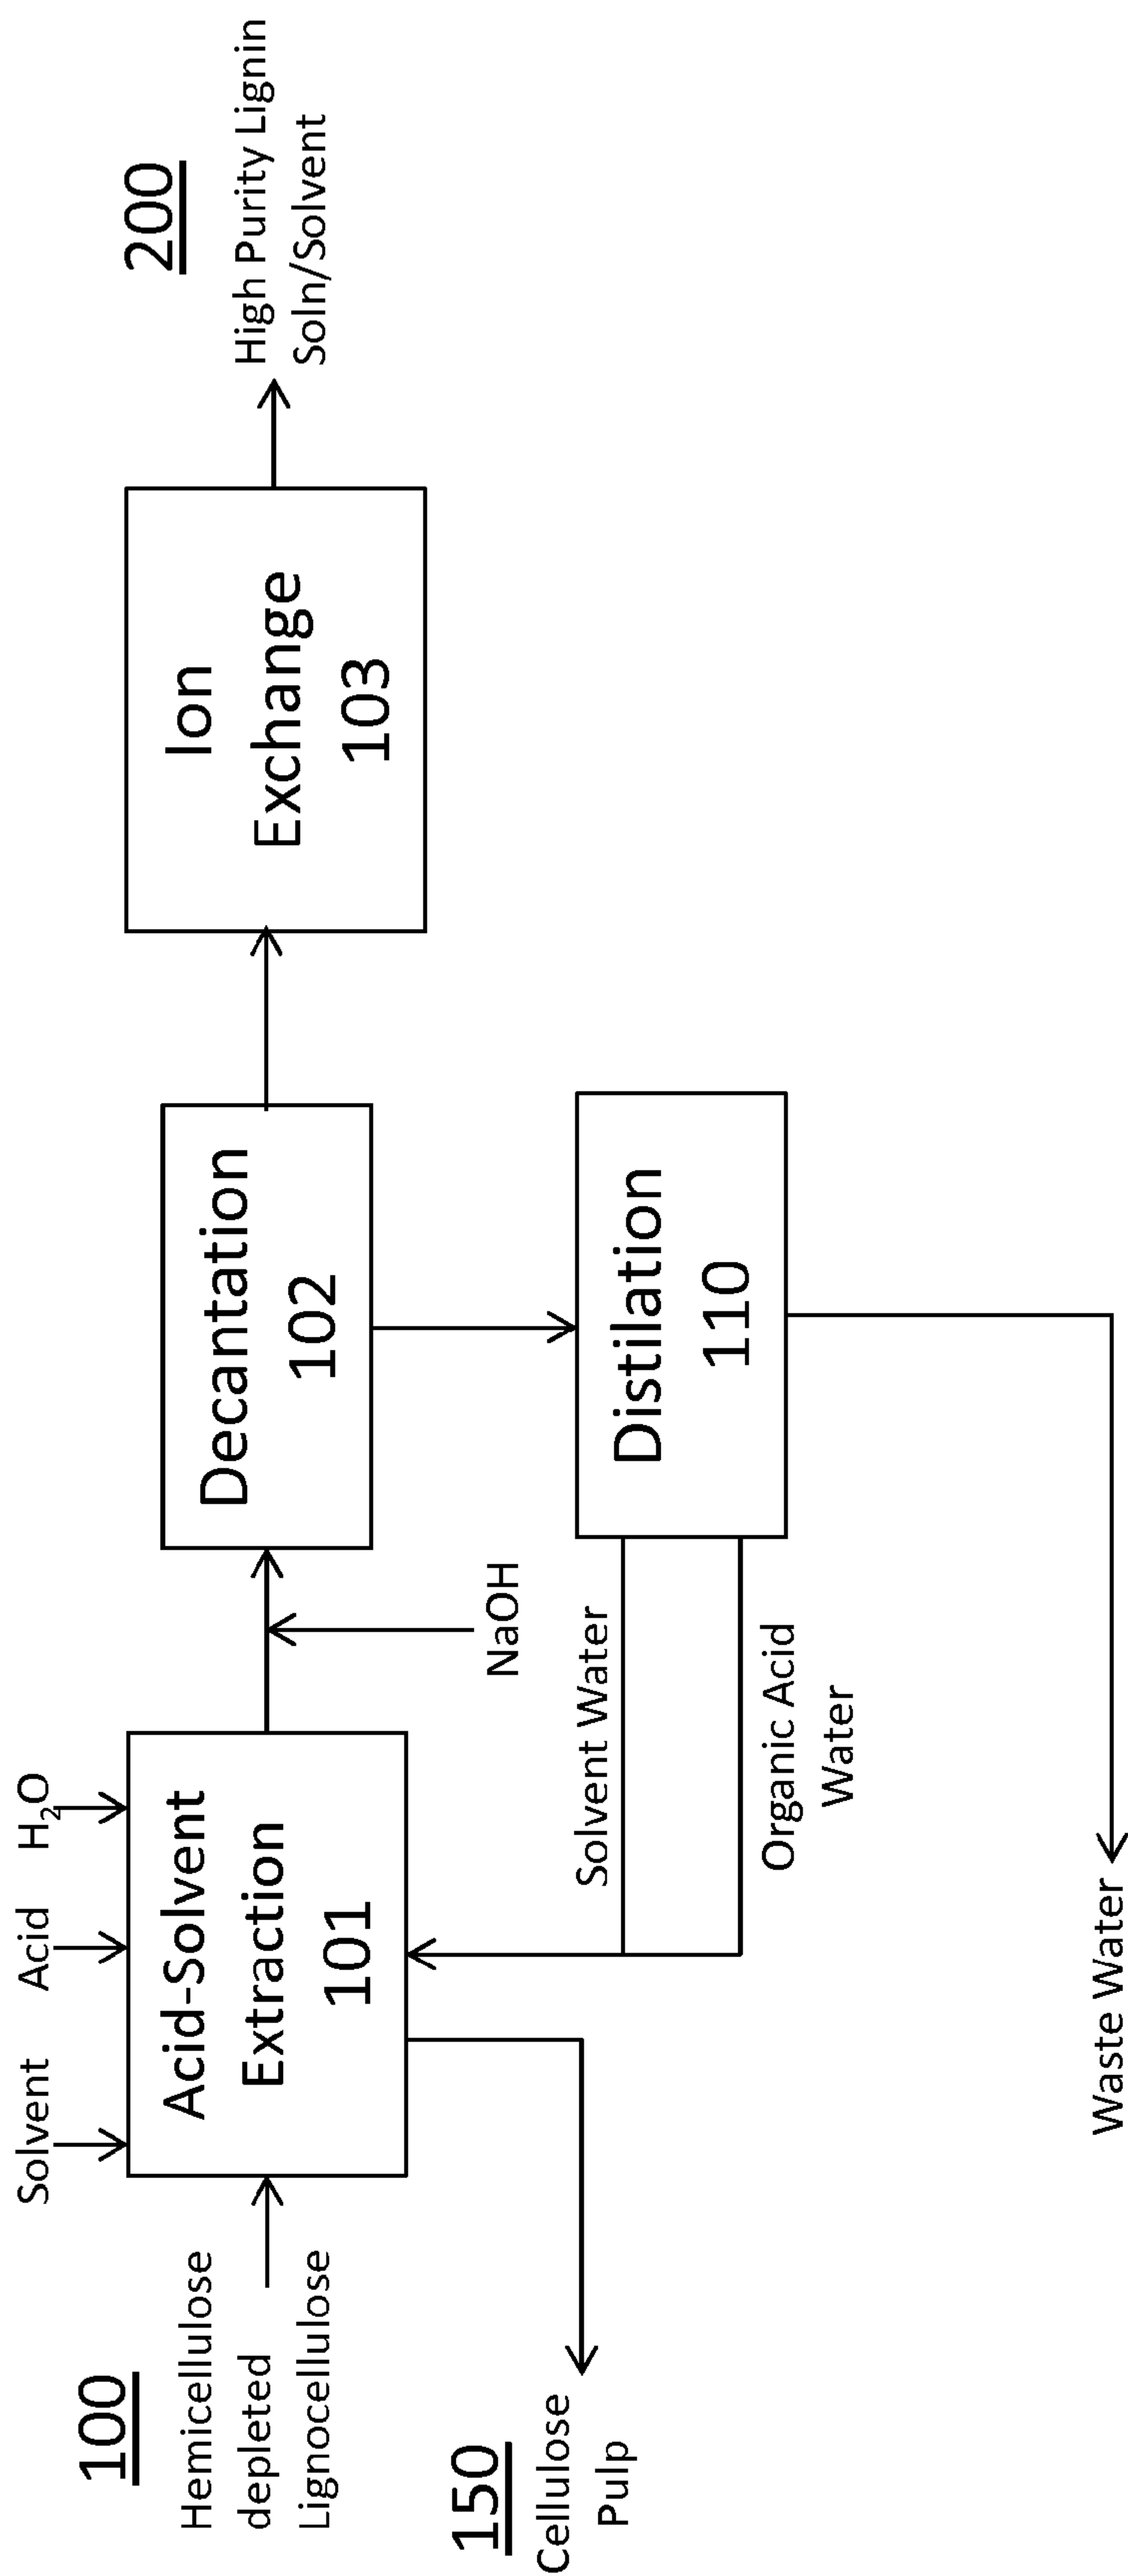 100
Hemicellulose
depleted
Lignocellulose
Solvent
Acid
H₂O
Acid-Solvent
Extraction
101
150
Cellulose
Pulp
NaOH
Decantation
102
Solvent Water
Organic Acid
Water
Distilation
110
Waste Water
Ion
Exchange
103
200
High Purity Lignin
Soln/Solvent